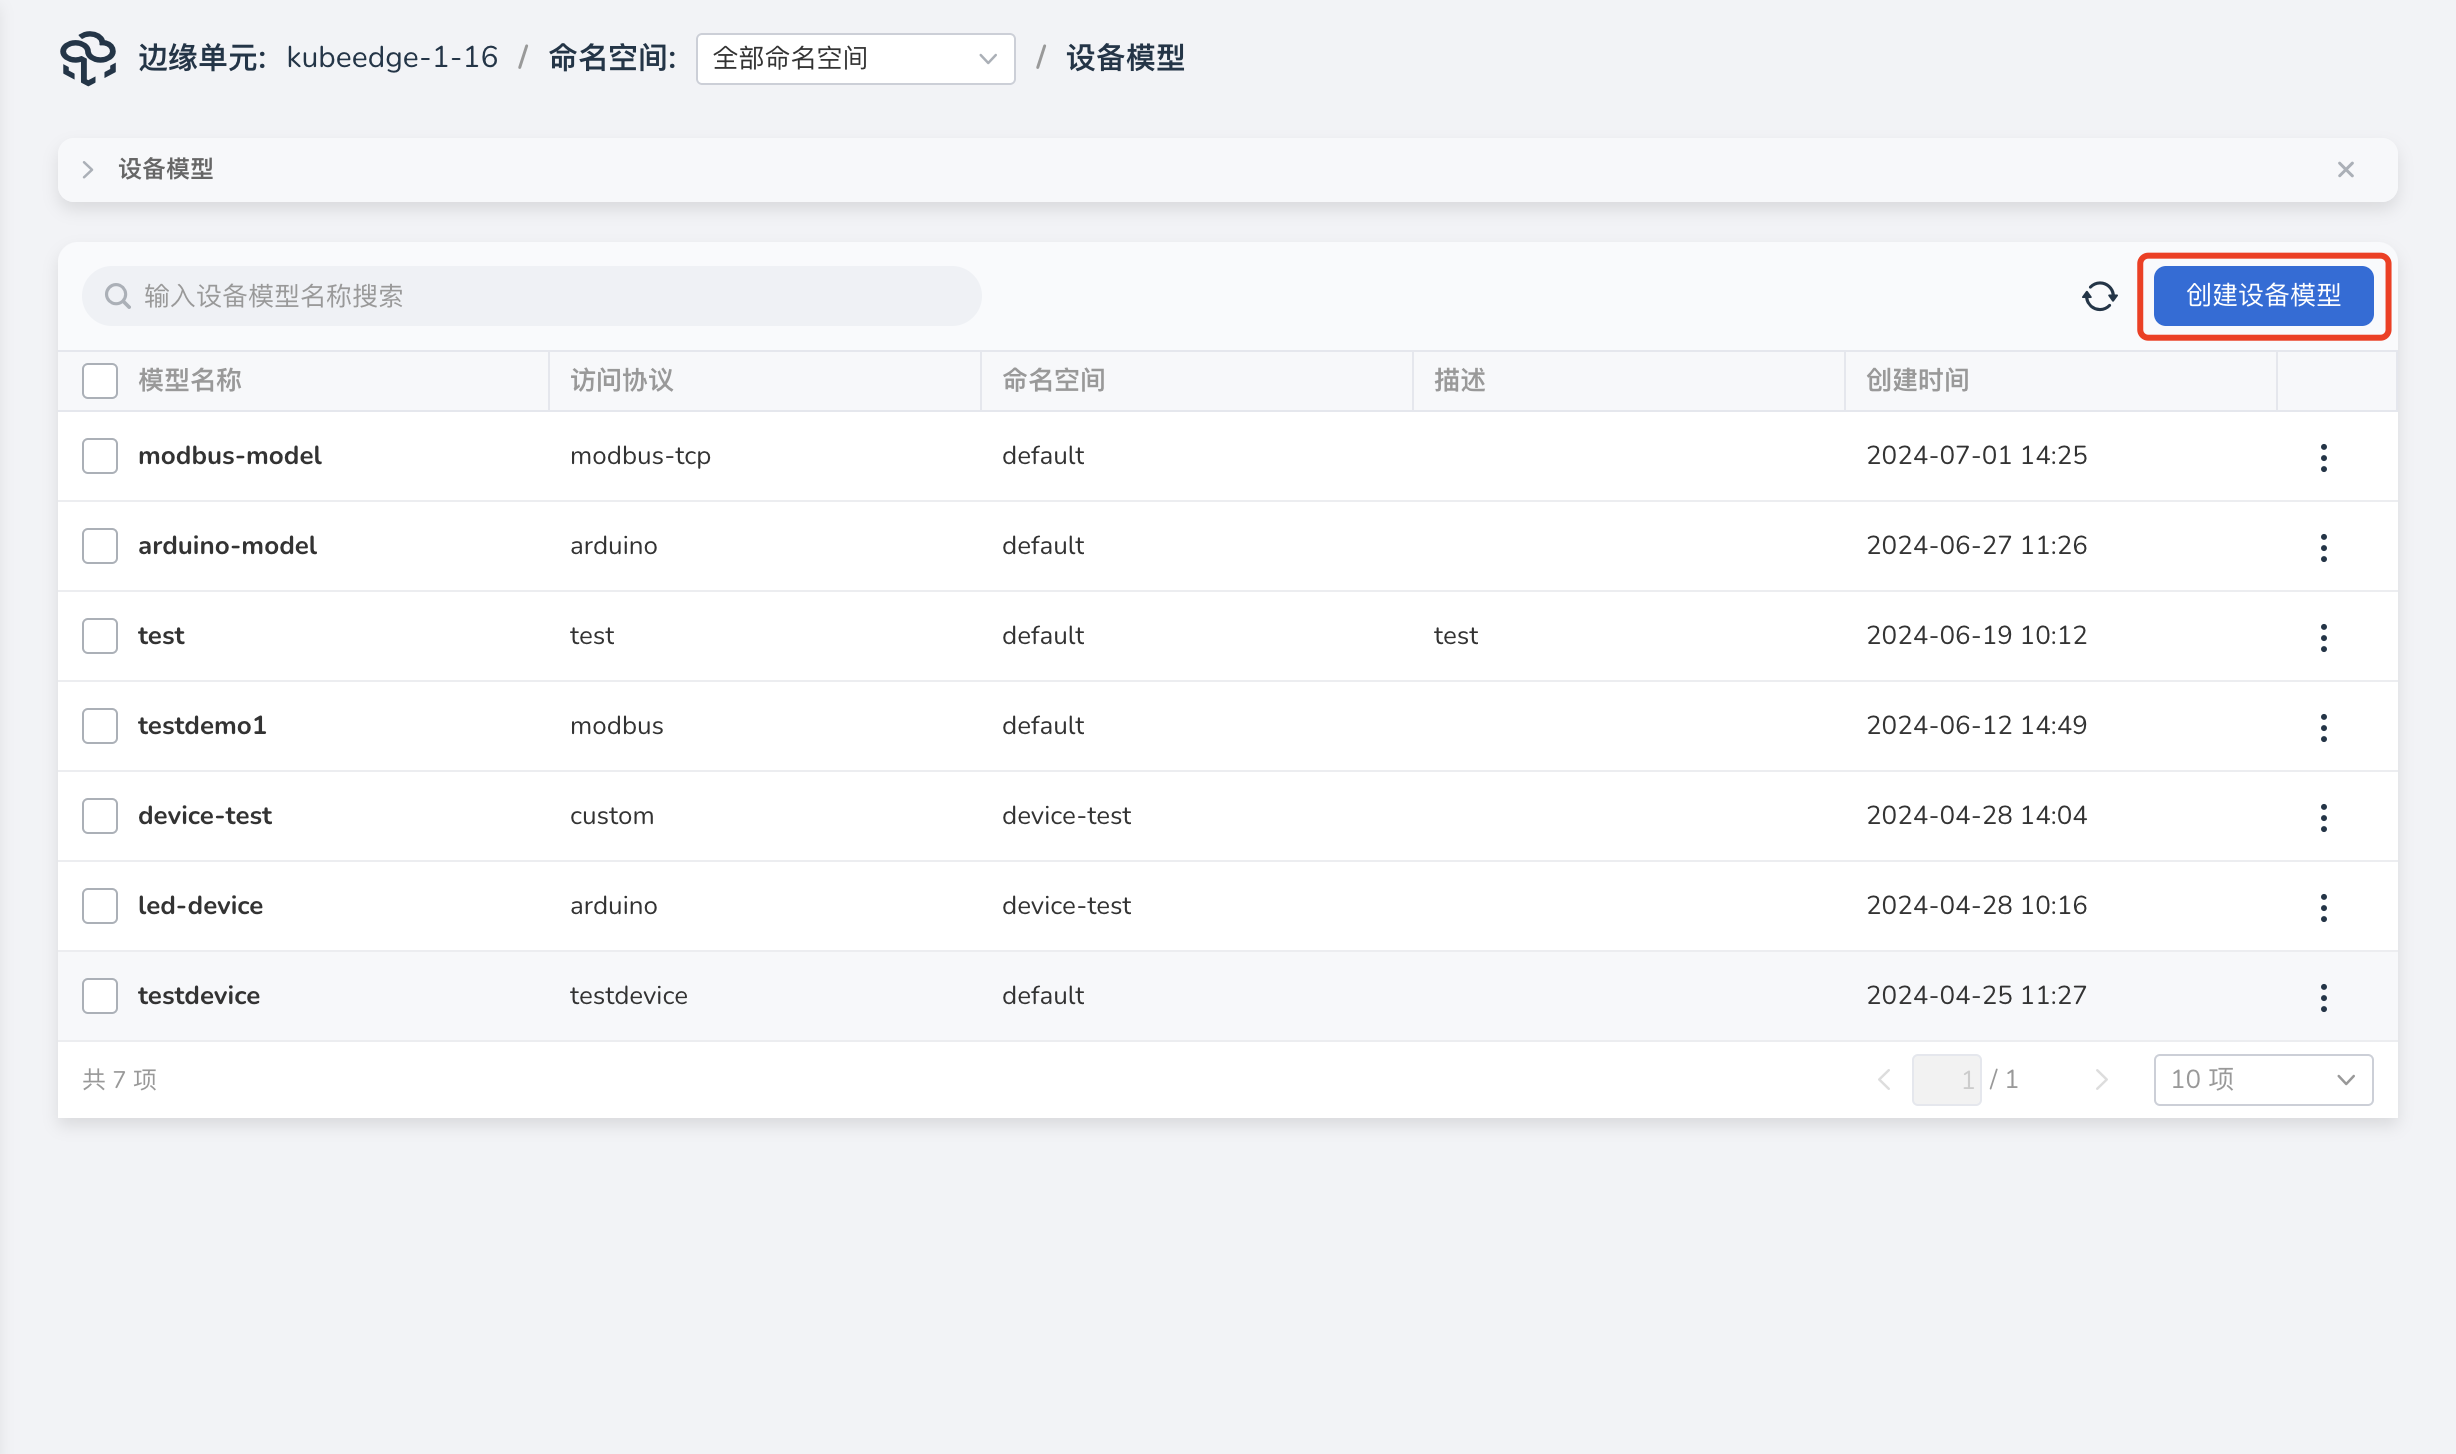 边缘单元: kubeedge-1-16 / 命名空间: 全部命名空间 / 设备模型
设备模型
输入设备模型名称搜索 创建设备模型
模型名称 访问协议 命名空间 描述 创建时间
modbus-model modbus-tcp default 2024-07-01 14:25
arduino-model arduino default 2024-06-27 11:26
test test default test 2024-06-19 10:12
testdemo1 modbus default 2024-06-12 14:49
device-test custom device-test 2024-04-28 14:04
led-device arduino device-test 2024-04-28 10:16
testdevice testdevice default 2024-04-25 11:27
共 7 项 1 / 1 10 项